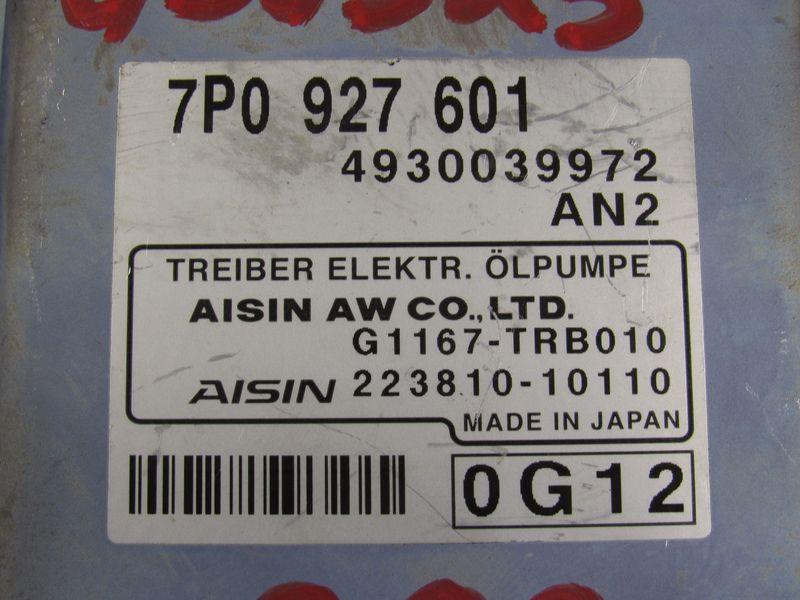 7P0 927 601
4930039972
AN2
TREIBER ELEKTR. ÖLPUMPE
AISIN AW CO.,LTD.
G1167-TRB010
AISIN 223810-10110
MADE IN JAPAN
0G12